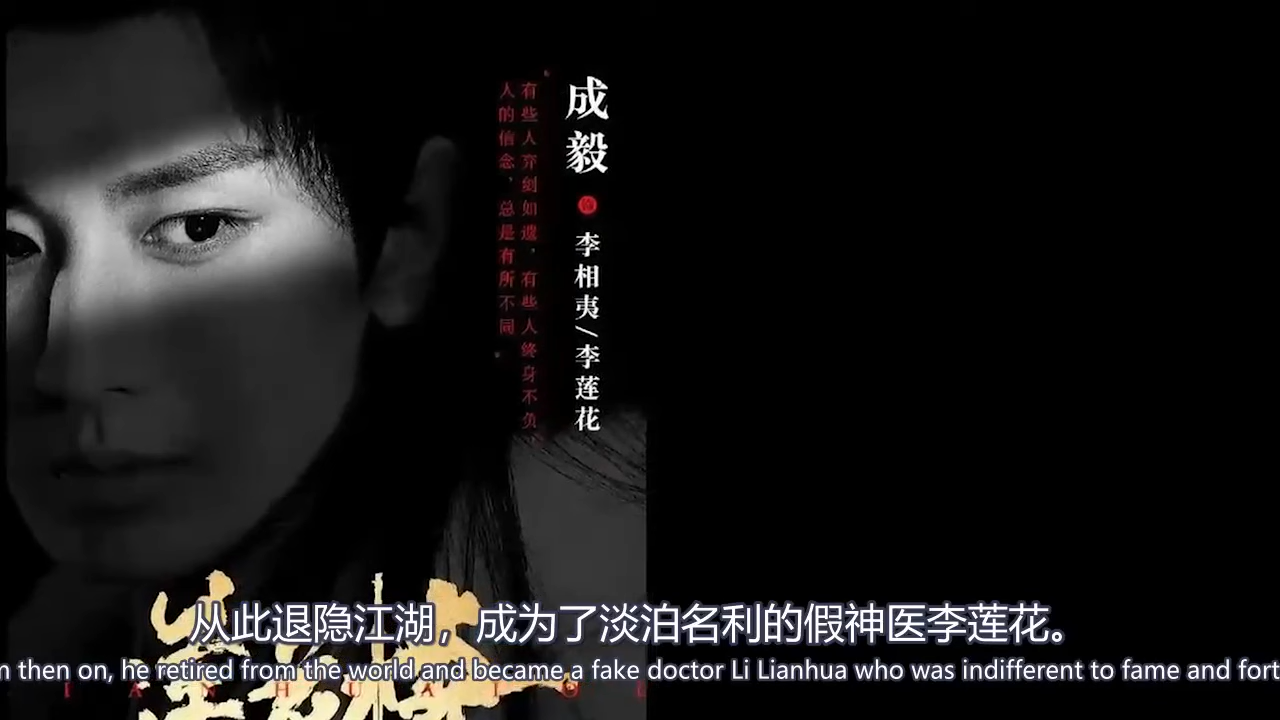 成毅
饰
李相夷/李莲花
有些人弃剑如遗，有些人终身不负，
人的信念，总是有所不同
从此退隐江湖，成为了淡泊名利的假神医李莲花。
m then on, he retired from the world and became a fake doctor Li Lianhua who was indifferent to fame and fort